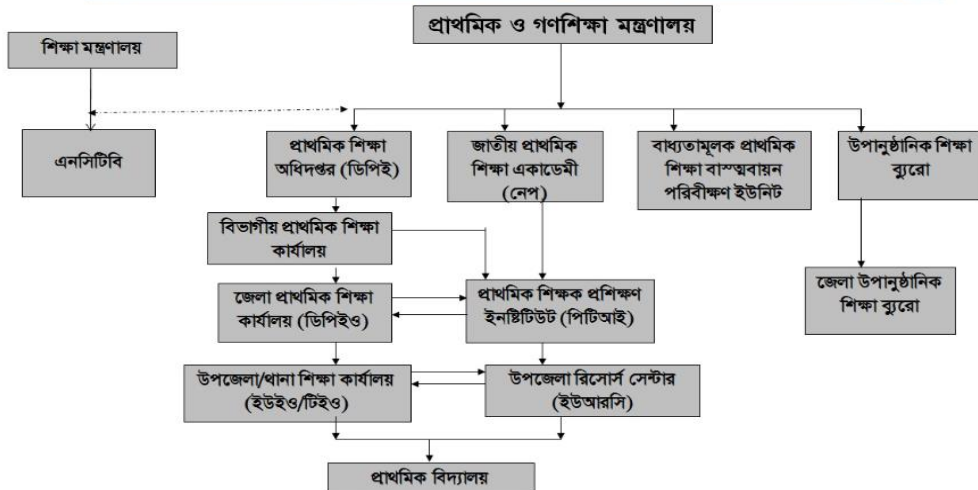 প্রাথমিক ও গণশিক্ষা মন্ত্রণালয়
শিক্ষা মন্ত্রণালয়
এনসিটিবি
প্রাথমিক শিক্ষা
অধিদপ্তর (ডিপিই)
জাতীয় প্রাথমিক
শিক্ষা একাডেমী
(নেপ)
বাধ্যতামূলক প্রাথমিক
শিক্ষা বাস্তবায়ন
পরিবীক্ষণ ইউনিট
উপানুষ্ঠানিক শিক্ষা
ব্যুরো
বিভাগীয় প্রাথমিক শিক্ষা
কার্যালয়
জেলা প্রাথমিক শিক্ষা
কার্যালয় (ডিপিইও)
প্রাথমিক শিক্ষক প্রশিক্ষণ
ইনষ্টিটিউট (পিটিআই)
জেলা উপানুষ্ঠানিক
শিক্ষা ব্যুরো
উপজেলা/থানা শিক্ষা কার্যালয়
(ইউইও/টিইও)
উপজেলা রিসোর্স সেন্টার
(ইউআরসি)
প্রাথমিক বিদ্যালয়